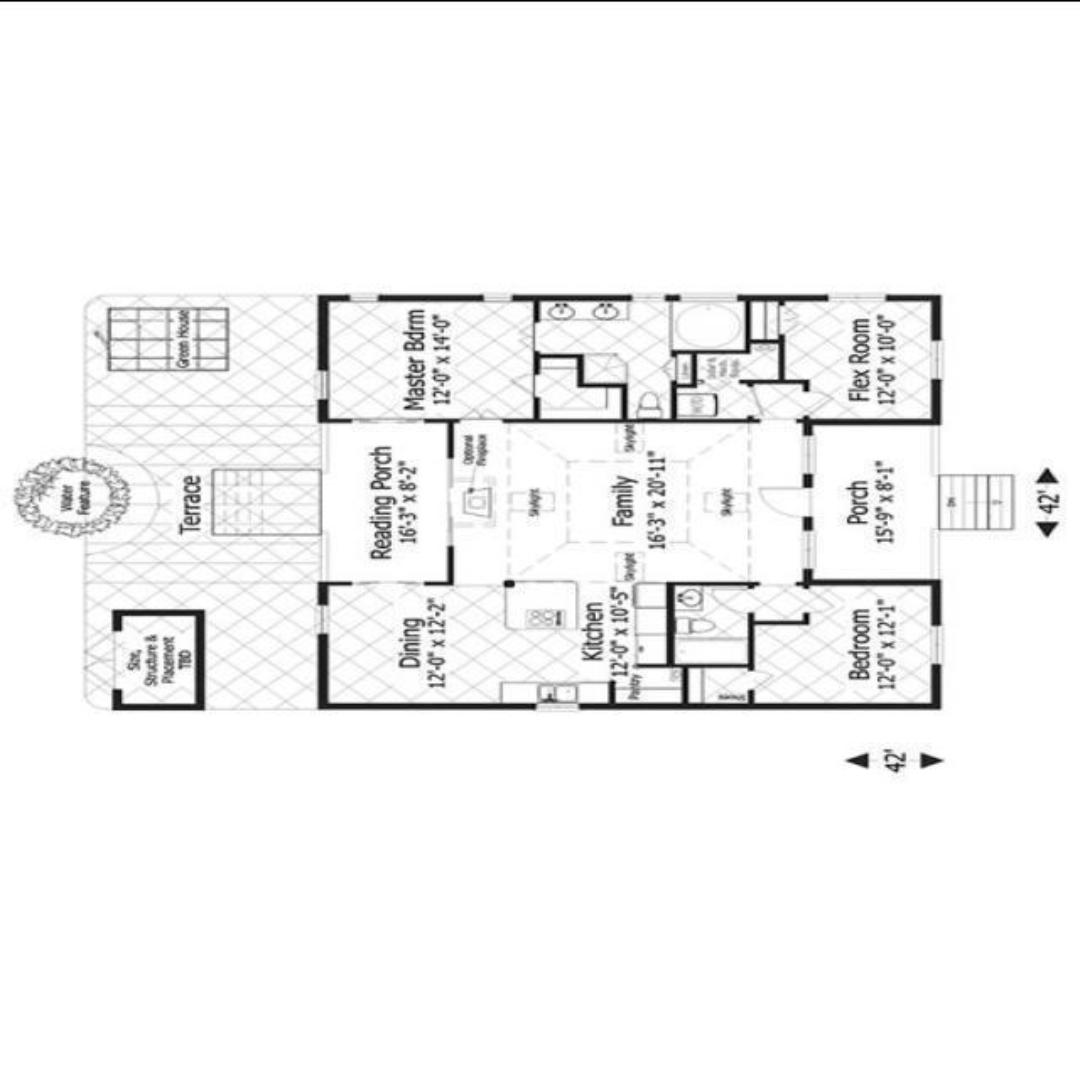 Green House
Water
Feature
Terrace
Size,
Structure &
Placement
TBD
Master Bdrm
12'-0" x 14'-0"
Reading Porch
16'-3" x 8'-2"
Optional
fireplace
Dining
12'-0" x 12'-2"
Skylight
Skylight
Family
16'-3" x 20'-11"
Skylight
Skylight
Kitchen
12'-0" x 10'-5"
Pantry
Flex Room
12'-0" x 10'-0"
Porch
15'-9" x 8'-1"
Bedroom
12'-0" x 12'-1"
42'
42'